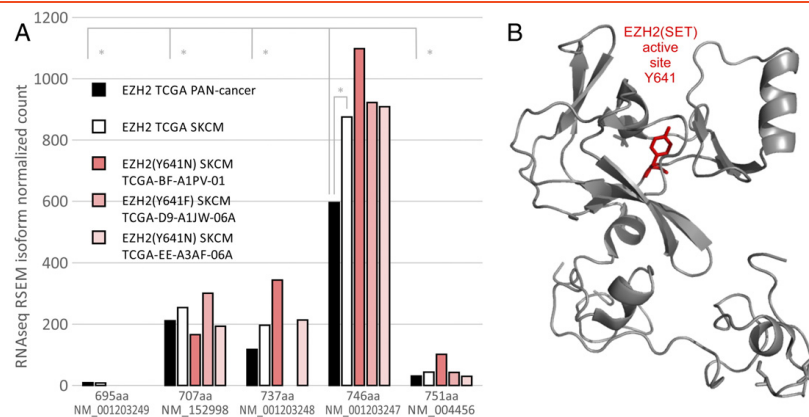 A
RNAseq RSEM isoform normalized count
1200
1000
800
600
400
200
0
*
*
*
*
*
EZH2 TCGA PAN-cancer
EZH2 TCGA SKCM
EZH2(Y641N) SKCM
TCGA-BF-A1PV-01
EZH2(Y641F) SKCM
TCGA-D9-A1JW-06A
EZH2(Y641N) SKCM
TCGA-EE-A3AF-06A
695aa
NM_001203249
707aa
NM_152998
737aa
NM_001203248
746aa
NM_001203247
751aa
NM_004456
B
EZH2(SET)
active
site
Y641